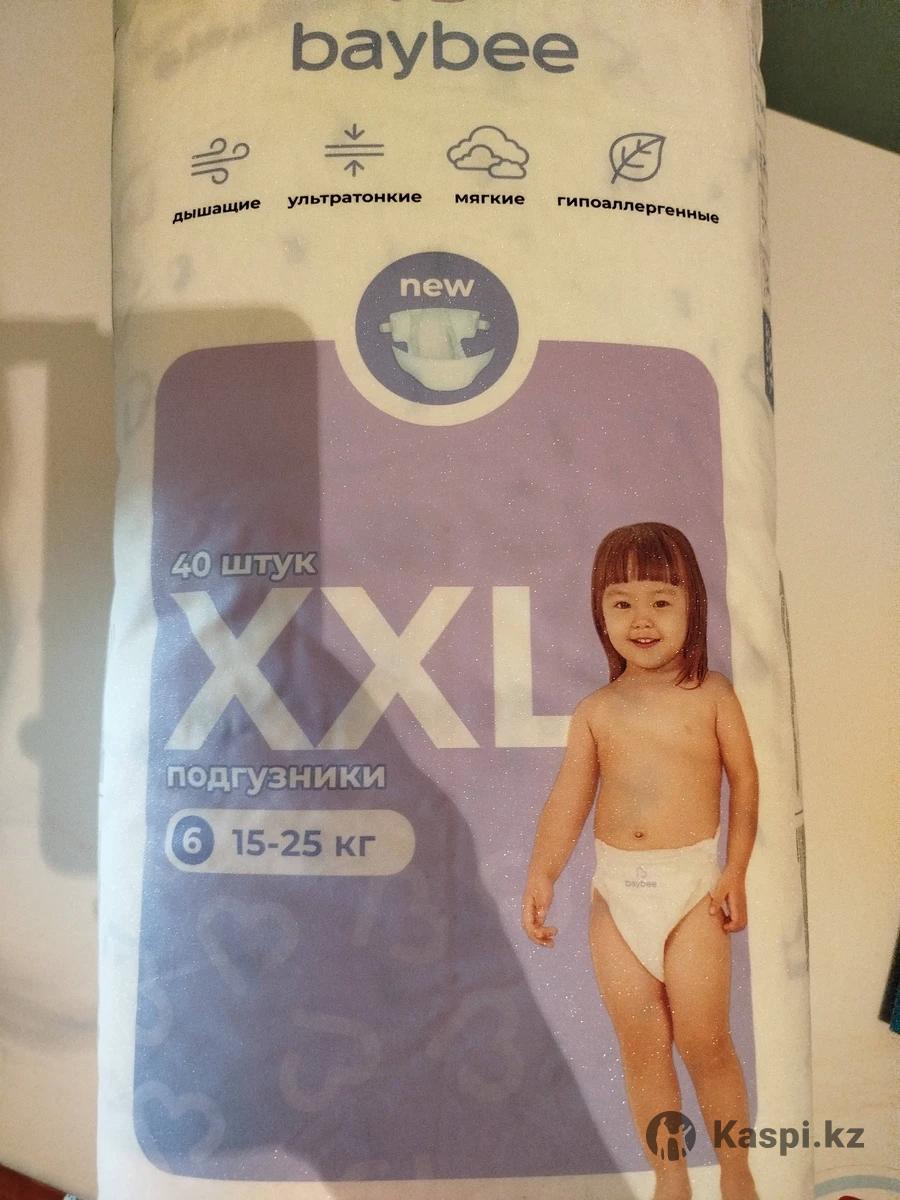 baybee
дышащие
ультратонкие
мягкие
гипоаллергенные
new
40 штук
XXL
подгузники
6 15-25 кг
baybee
Kaspi.kz